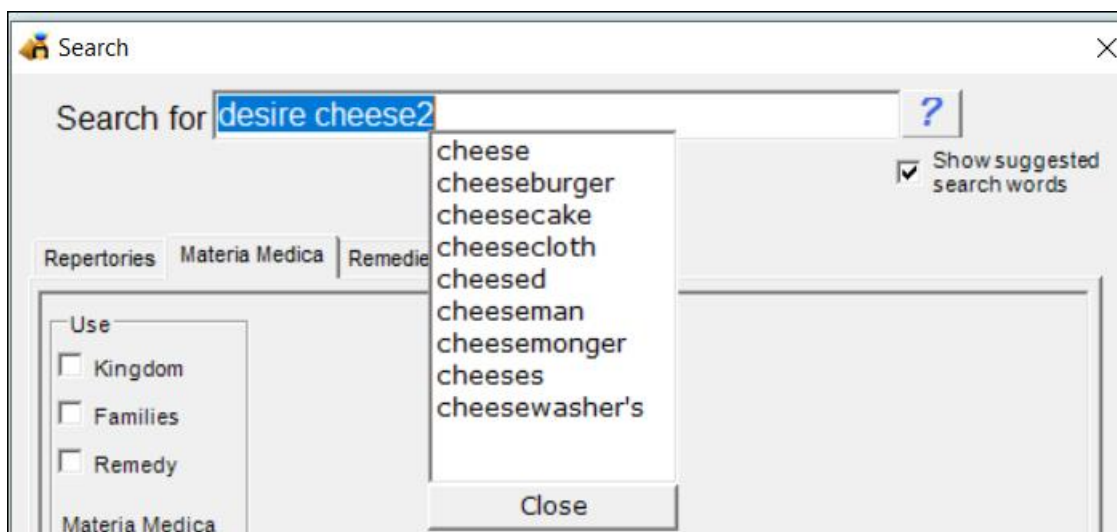 Search
Search for desire cheese2 ?
Show suggested
search words
cheese
cheeseburger
cheesecake
cheesecloth
cheesed
cheeseman
cheesemonger
cheeses
cheesewasher's
Close
Repertories Materia Medica Remedie
Use
Kingdom
Families
Remedy
Materia Medica